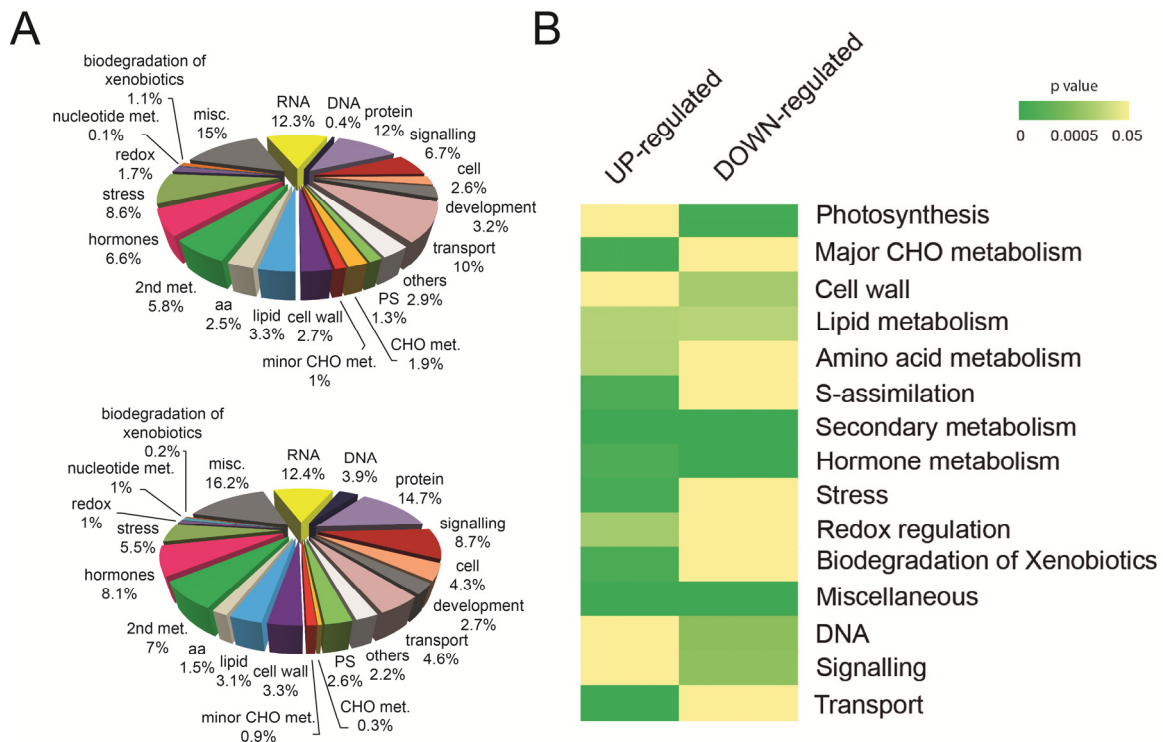 A
biodegradation of
xenobiotics
1.1%
nucleotide met.
0.1%
redox
1.7%
stress
8.6%
hormones
6.6%
2nd met.
5.8%
aa
2.5%
lipid
3.3%
cell wall
2.7%
minor CHO met.
1%
CHO met.
1.9%
PS
1.3%
others
2.9%
transport
10%
development
3.2%
cell
2.6%
signalling
6.7%
protein
12%
DNA
0.4%
RNA
12.3%
misc.
15%
biodegradation of
xenobiotics
0.2%
nucleotide met.
1%
redox
1%
stress
5.5%
hormones
8.1%
2nd met.
7%
aa
1.5%
lipid
3.1%
cell wall
3.3%
minor CHO met.
0.9%
CHO met.
0.3%
PS
2.6%
others
2.2%
transport
4.6%
development
2.7%
cell
4.3%
signalling
8.7%
protein
14.7%
DNA
3.9%
RNA
12.4%
misc.
16.2%
B
UP-regulated
DOWN-regulated
p value
0 0.0005 0.05
Photosynthesis
Major CHO metabolism
Cell wall
Lipid metabolism
Amino acid metabolism
S-assimilation
Secondary metabolism
Hormone metabolism
Stress
Redox regulation
Biodegradation of Xenobiotics
Miscellaneous
DNA
Signalling
Transport